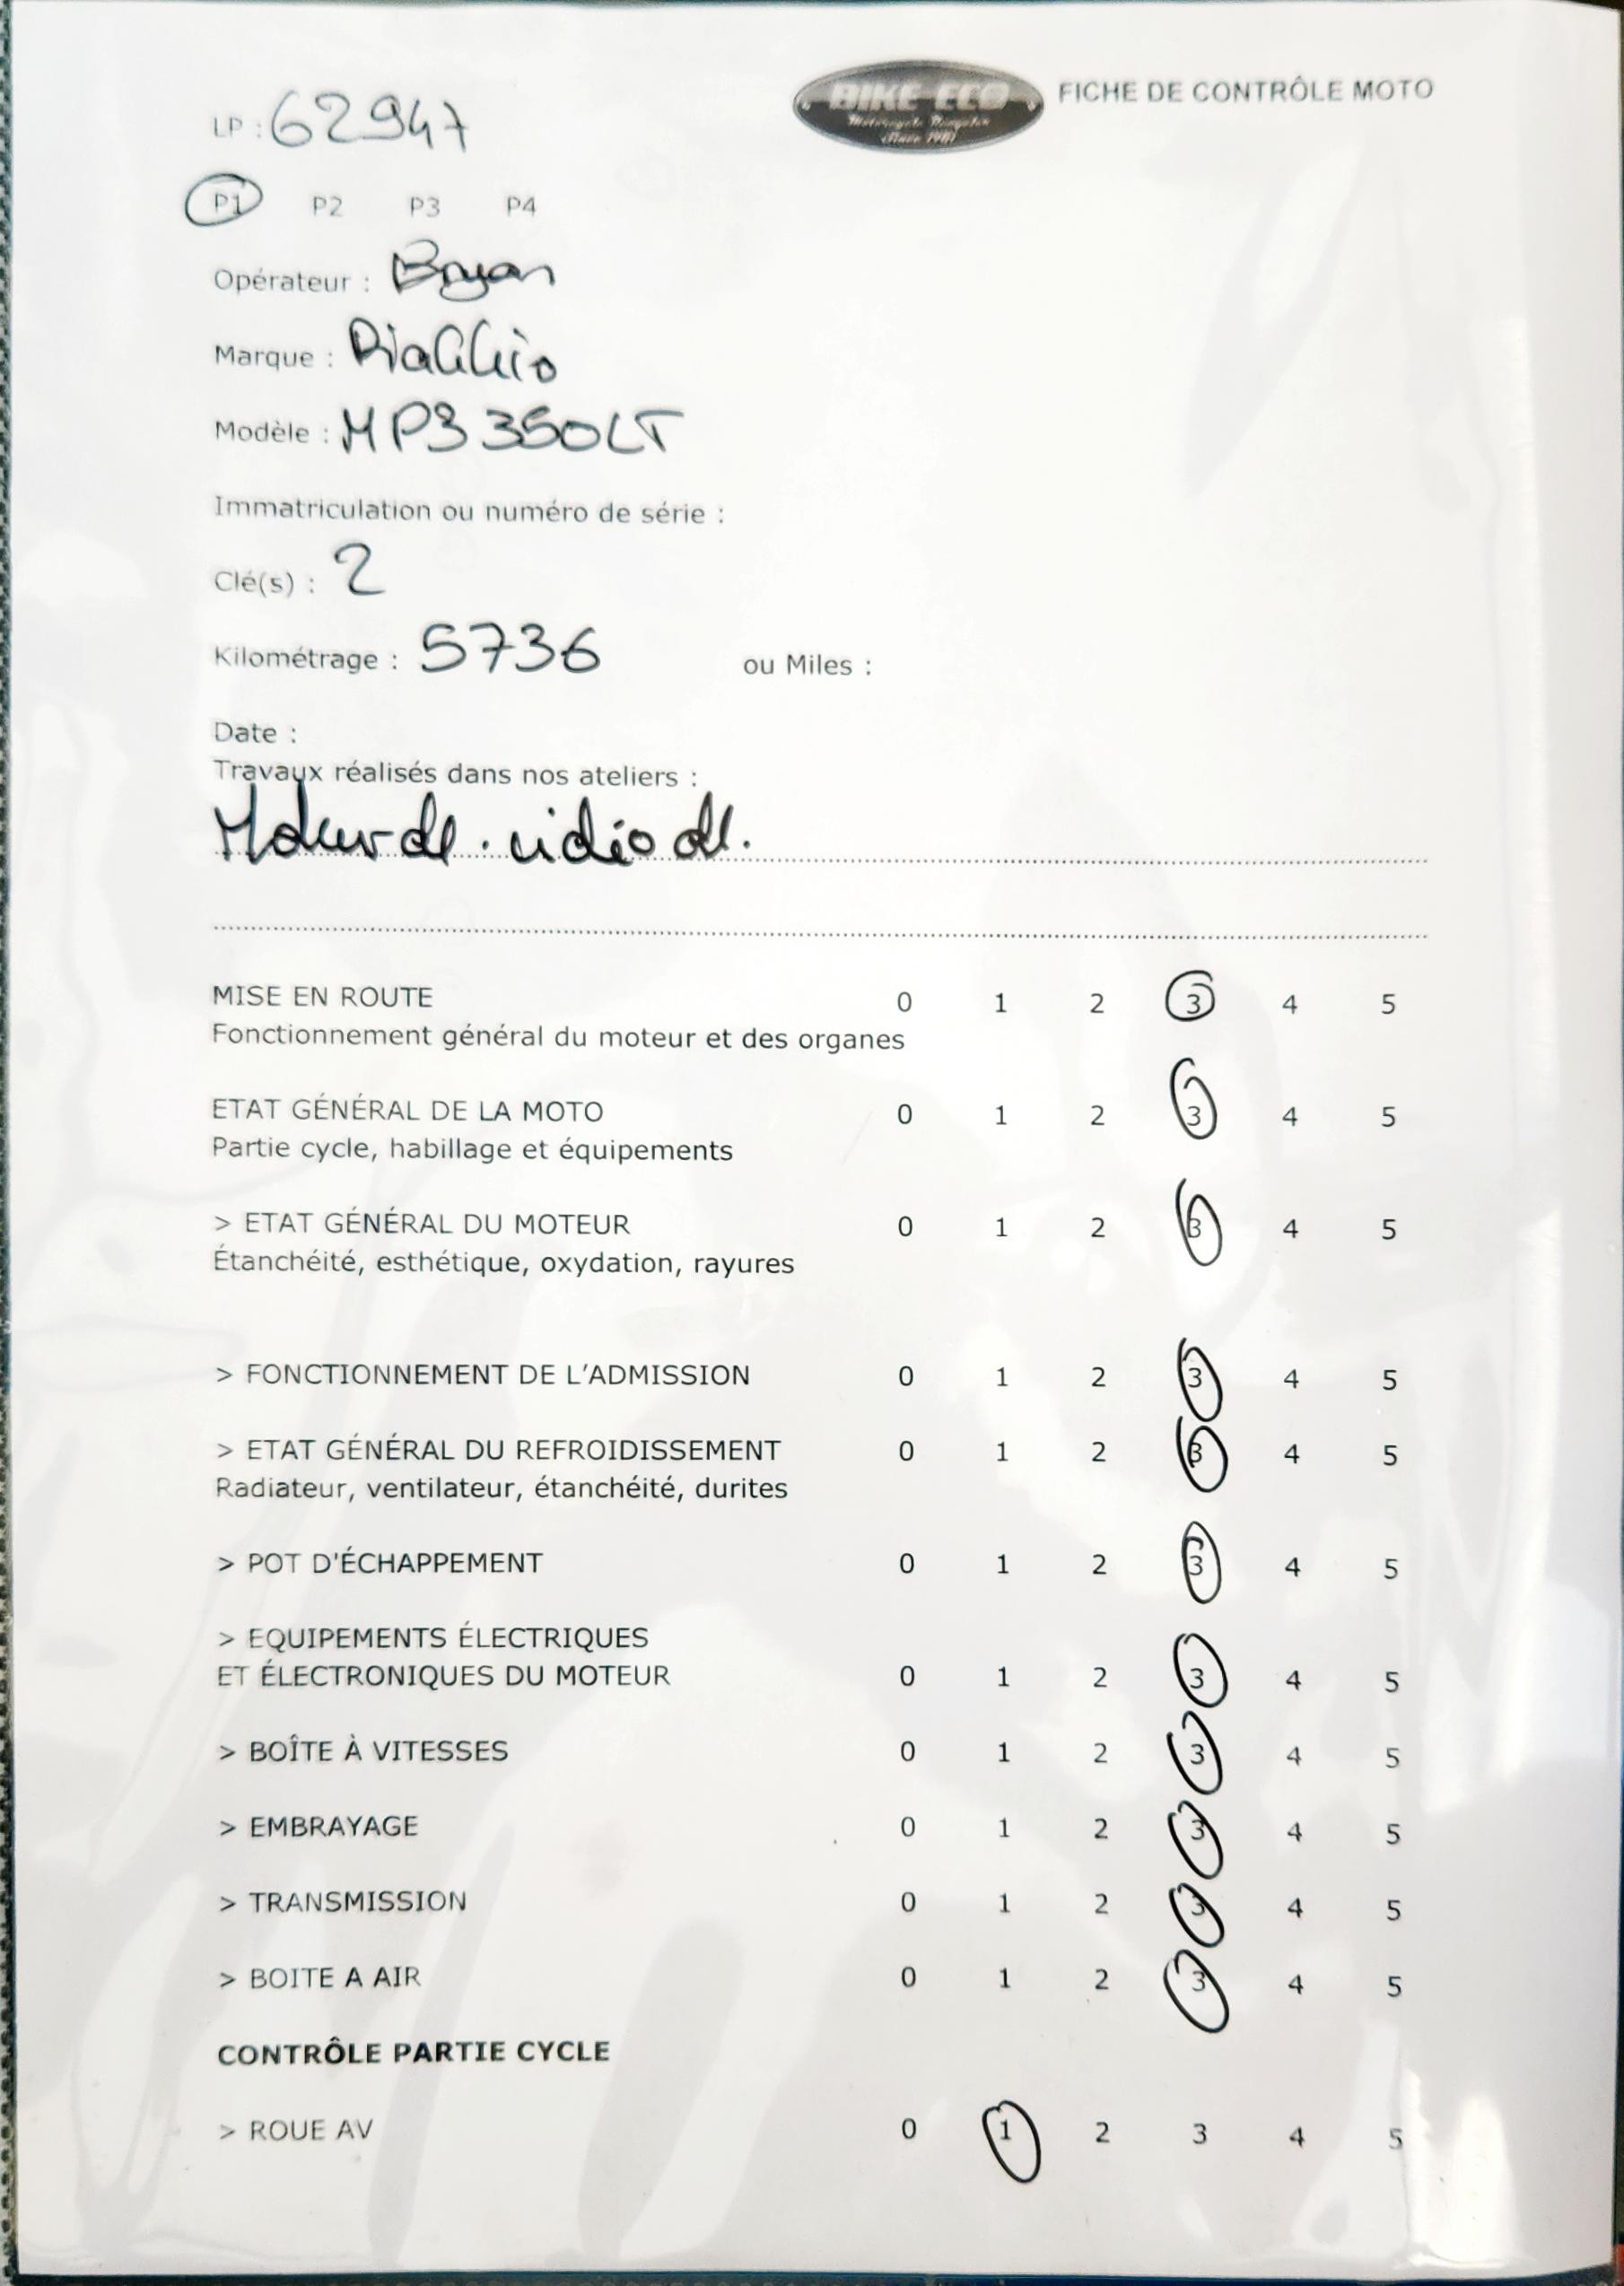 BIKE ECO
Motorcycle Recycler
Since 1981
FICHE DE CONTRÔLE MOTO
LP : 62947
P1 P2 P3 P4
Opérateur : Bryan
Marque : Piaggio
Modèle : MP3 350LT
Immatriculation ou numéro de série :
Clé(s) : 2
Kilométrage : 5736 ou Miles :
Date :
Travaux réalisés dans nos ateliers :
Moteur ok. vidéo ok.
MISE EN ROUTE 0 1 2 3 4 5
Fonctionnement général du moteur et des organes
ETAT GÉNÉRAL DE LA MOTO 0 1 2 3 4 5
Partie cycle, habillage et équipements
> ETAT GÉNÉRAL DU MOTEUR 0 1 2 3 4 5
Étanchéité, esthétique, oxydation, rayures
> FONCTIONNEMENT DE L'ADMISSION 0 1 2 3 4 5
> ETAT GÉNÉRAL DU REFROIDISSEMENT 0 1 2 3 4 5
Radiateur, ventilateur, étanchéité, durites
> POT D'ÉCHAPPEMENT 0 1 2 3 4 5
> EQUIPEMENTS ÉLECTRIQUES
ET ÉLECTRONIQUES DU MOTEUR 0 1 2 3 4 5
> BOÎTE À VITESSES 0 1 2 3 4 5
> EMBRAYAGE 0 1 2 3 4 5
> TRANSMISSION 0 1 2 3 4 5
> BOITE A AIR 0 1 2 3 4 5
CONTRÔLE PARTIE CYCLE
> ROUE AV 0 1 2 3 4 5